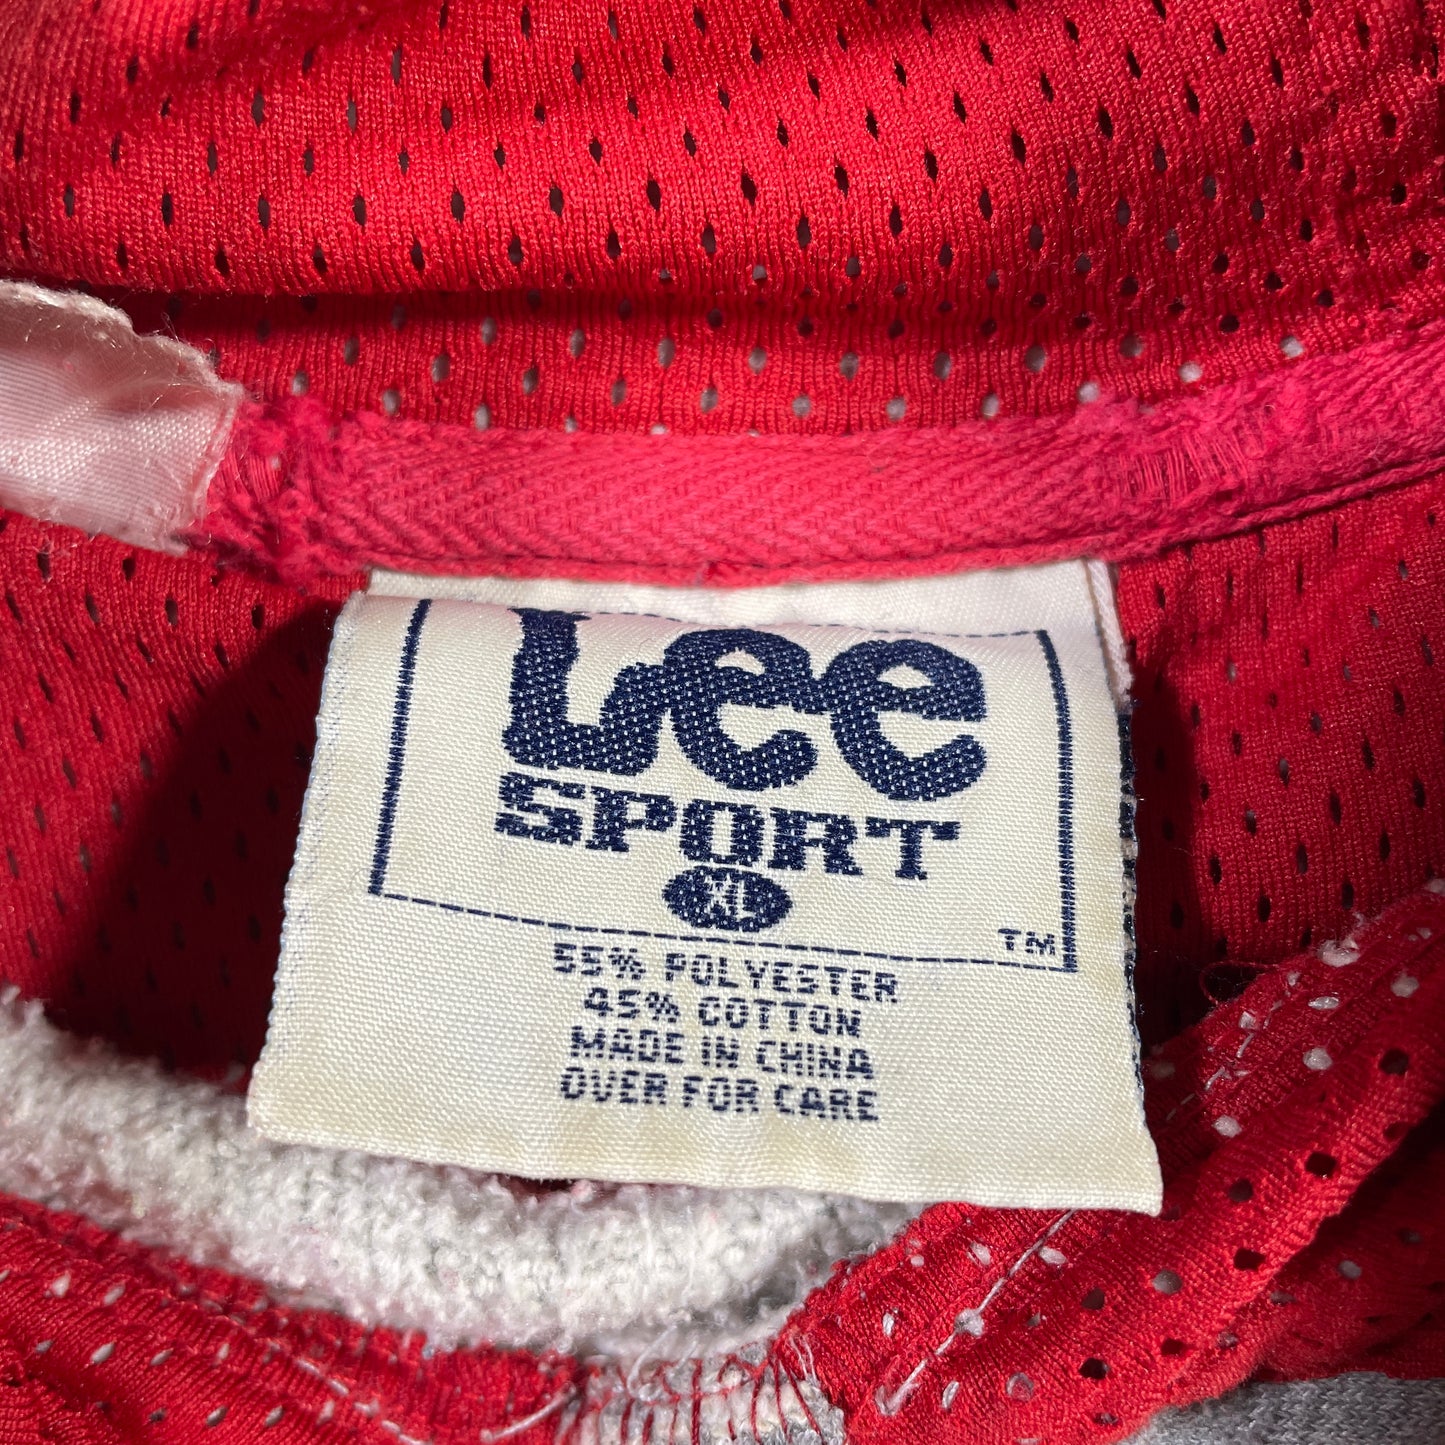 Lee
SPORT
XL
TM
55% POLYESTER
45% COTTON
MADE IN CHINA
OVER FOR CARE